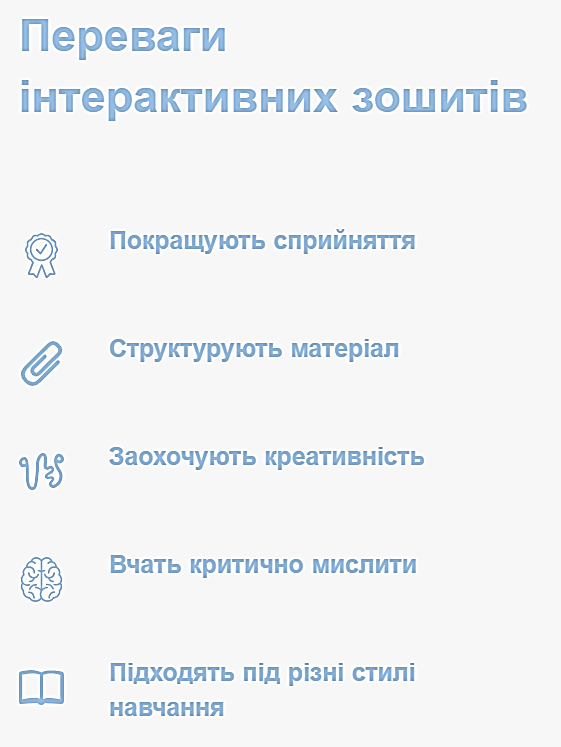 Переваги
інтерактивних зошитів
Покращують сприйняття
Структурують матеріал
Заохочують креативність
Вчать критично мислити
Підходять під різні стилі
навчання